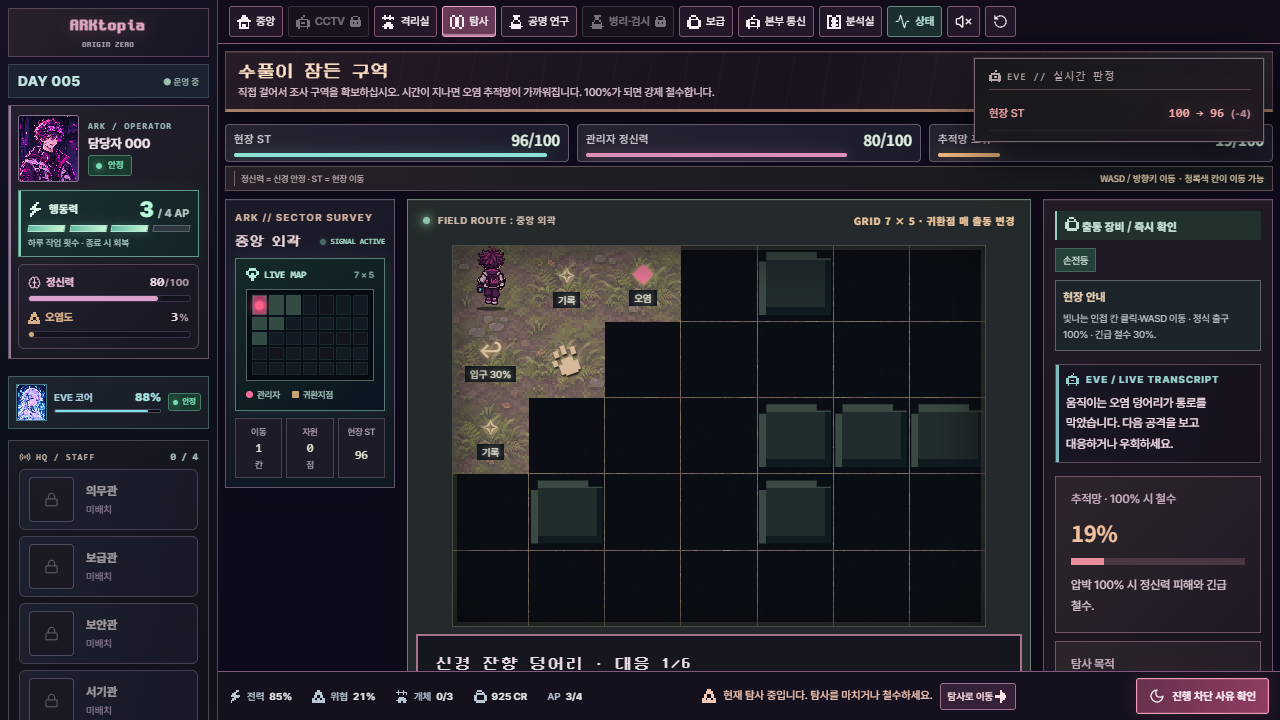 ARKtopia
ORIGIN ZERO
DAY 005
운영 중
ARK / OPERATOR
담당자 000
안정
행동력
3 / 4 AP
하루 작업 횟수 · 종료 시 회복
정신력
80/100
오염도
3%
EVE 코어
88%
안정
HQ / STAFF
0 / 4
의무관
미배치
보급관
미배치
보안관
미배치
서기관
미배치
중앙
CCTV
격리실
탐사
공명 연구
병리·검시
보급
본부 통신
분석실
상태
수풀이 잠든 구역
직접 걸어서 조사 구역을 확보하십시오. 시간이 지나면 오염 추적망이 가까워집니다. 100%가 되면 강제 철수합니다.
EVE // 실시간 판정
현장 ST
100 → 96 (-4)
현장 ST
96/100
관리자 정신력
80/100
추적망
19/100
정신력 = 신경 안정 · ST = 현장 이동
WASD / 방향키 이동 · 청록색 칸이 이동 가능
ARK // SECTOR SURVEY
중앙 외곽
SIGNAL ACTIVE
LIVE MAP
7×5
관리자
귀환지점
이동
1
칸
자원
0
점
현장 ST
96
FIELD ROUTE : 중앙 외곽
GRID 7 × 5 · 귀환점 매 출동 변경
기록
오염
입구 30%
기록
신경 잔향 덩어리 · 대응 1/6
출동 장비 / 즉시 확인
손전등
현장 안내
빛나는 인접 칸 클릭·WASD 이동 · 정식 출구
100% · 긴급 철수 30%.
EVE / LIVE TRANSCRIPT
움직이는 오염 덩어리가 통로를
막았습니다. 다음 공격을 보고
대응하거나 우회하세요.
추적망 · 100% 시 철수
19%
압박 100% 시 정신력 피해와 긴급
철수.
탐사 목적
전력 85%
위협 21%
개체 0/3
925 CR
AP 3/4
현재 탐사 중입니다. 탐사를 마치거나 철수하세요.
탐사로 이동
진행 차단 사유 확인